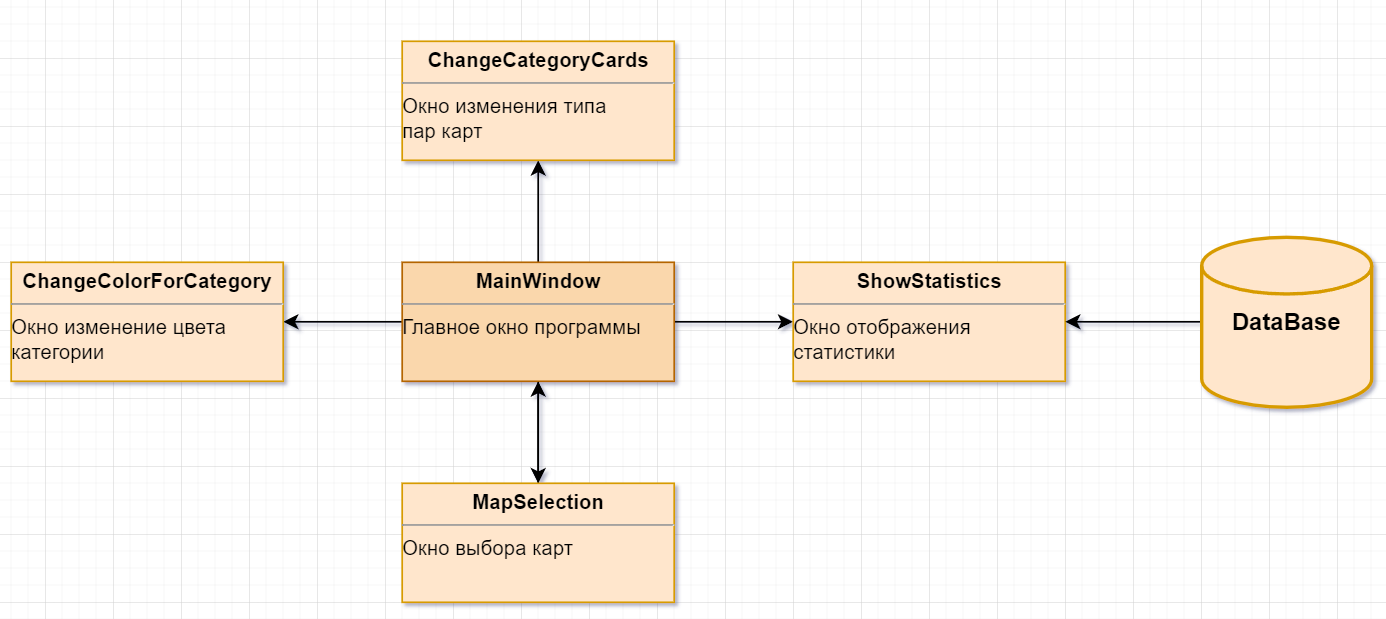 ChangeCategoryCards
Окно изменения типа
пар карт
ChangeColorForCategory
Окно изменение цвета
категории
MainWindow
Главное окно программы
ShowStatistics
Окно отображения
статистики
DataBase
MapSelection
Окно выбора карт